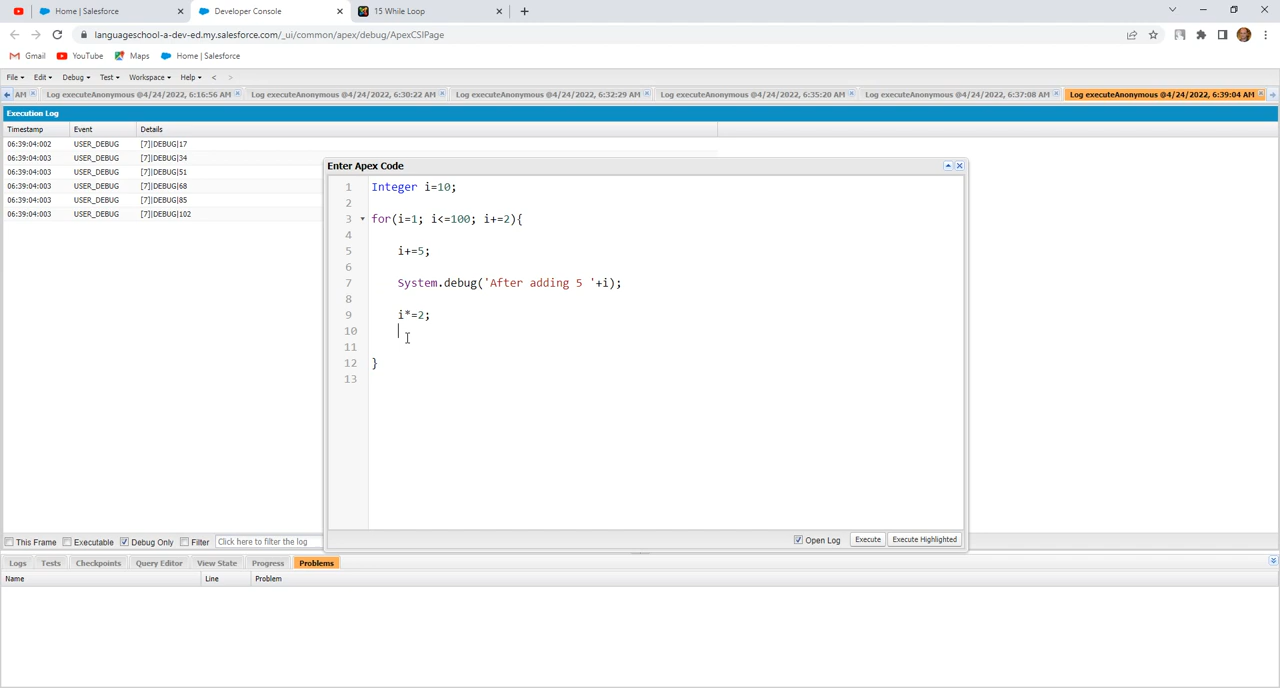 Home | Salesforce
Developer Console
15 While Loop
languageschool-a-dev-ed.my.salesforce.com/_ui/common/apex/debug/ApexCSIPage
Gmail YouTube Maps Home | Salesforce
File Edit Debug Test Workspace Help < >
AM Log executeAnonymous @4/24/2022, 6:16:56 AM Log executeAnonymous @4/24/2022, 6:30:22 AM Log executeAnonymous @4/24/2022, 6:32:29 AM Log executeAnonymous @4/24/2022, 6:35:20 AM Log executeAnonymous @4/24/2022, 6:37:08 AM Log executeAnonymous @4/24/2022, 6:39:04 AM
Execution Log
Timestamp Event Details
06:39:04:002 USER_DEBUG [7]|DEBUG|17
06:39:04:003 USER_DEBUG [7]|DEBUG|34
06:39:04:003 USER_DEBUG [7]|DEBUG|51
06:39:04:003 USER_DEBUG [7]|DEBUG|68
06:39:04:003 USER_DEBUG [7]|DEBUG|85
06:39:04:003 USER_DEBUG [7]|DEBUG|102
Enter Apex Code
1 Integer i=10;
2
3 for(i=1; i<=100; i+=2){
4
5 i+=5;
6
7 System.debug('After adding 5 '+i);
8
9 i*=2;
10
11
12 }
13
Open Log Execute Execute Highlighted
This Frame Executable Debug Only Filter Click here to filter the log
Logs Tests Checkpoints Query Editor View State Progress Problems
Name Line Problem